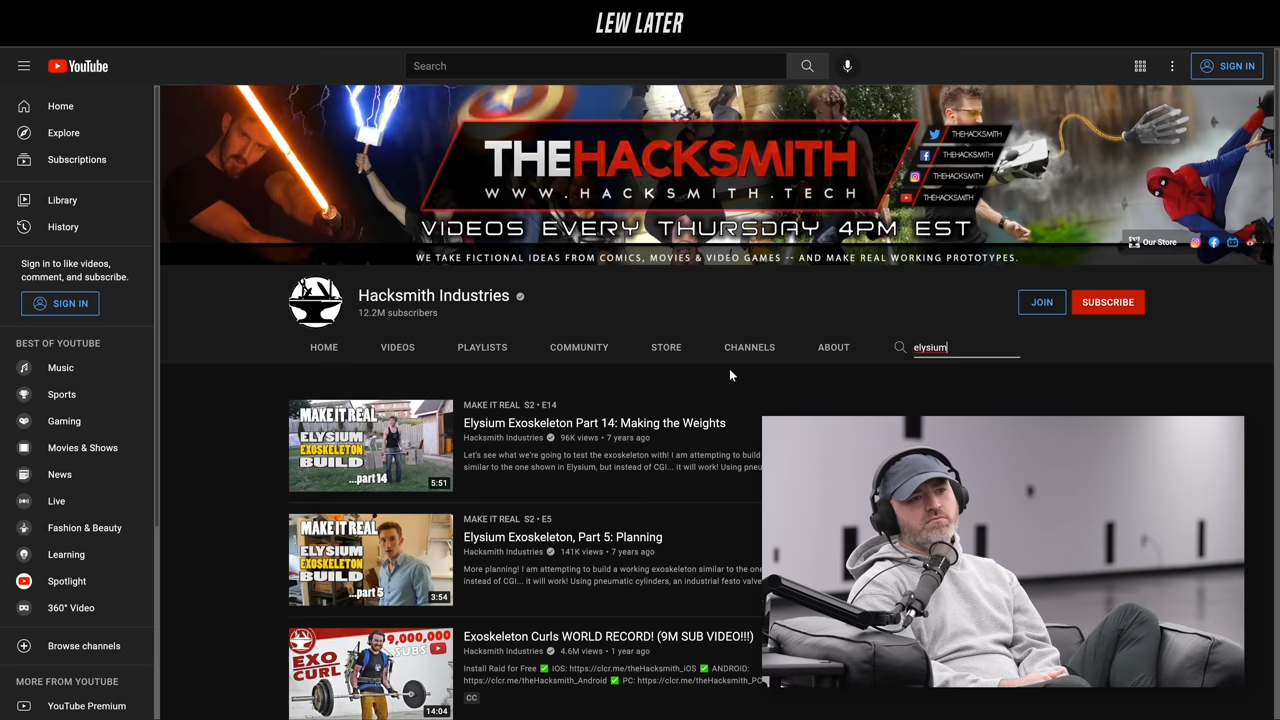 LEW LATER
YouTube
Search
SIGN IN
Home
Explore
Subscriptions
Library
History
Sign in to like videos,
comment, and subscribe.
SIGN IN
BEST OF YOUTUBE
Music
Sports
Gaming
Movies & Shows
News
Live
Fashion & Beauty
Learning
Spotlight
360° Video
Browse channels
MORE FROM YOUTUBE
YouTube Premium
THEHACKSMITH
WWW.HACKSMITH.TECH
VIDEOS EVERY THURSDAY 4PM EST
WE TAKE FICTIONAL IDEAS FROM COMICS, MOVIES & VIDEO GAMES -- AND MAKE REAL WORKING PROTOTYPES.
THEHACKSMITH
THEHACKSMITH
THEHACKSMITH
THEHACKSMITH
Our Store
Hacksmith Industries
12.2M subscribers
JOIN
SUBSCRIBE
HOME
VIDEOS
PLAYLISTS
COMMUNITY
STORE
CHANNELS
ABOUT
elysium
MAKE IT REAL
ELYSIUM
EXOSKELETON
BUILD
...part 14
5:51
MAKE IT REAL S2 • E14
Elysium Exoskeleton Part 14: Making the Weights
Hacksmith Industries 96K views • 7 years ago
Let's see what we're going to test the exoskeleton with! I am attempting to build
similar to the one shown in Elysium, but instead of CGI... it will work! Using pneu
MAKE IT REAL
ELYSIUM
EXOSKELETON
BUILD
...part 5
3:54
MAKE IT REAL S2 • E5
Elysium Exoskeleton, Part 5: Planning
Hacksmith Industries 141K views • 7 years ago
More planning! I am attempting to build a working exoskeleton similar to the one
instead of CGI... it will work! Using pneumatic cylinders, an industrial festo valve
9,000,000
SUBS
EXO
CURL
14:04
Exoskeleton Curls WORLD RECORD! (9M SUB VIDEO!!!)
Hacksmith Industries 4.6M views • 1 year ago
Install Raid for Free ✅ IOS: https://clcr.me/theHacksmith_iOS ✅ ANDROID:
https://clcr.me/theHacksmith_Android ✅ PC: https://clcr.me/theHacksmith_PC
CC